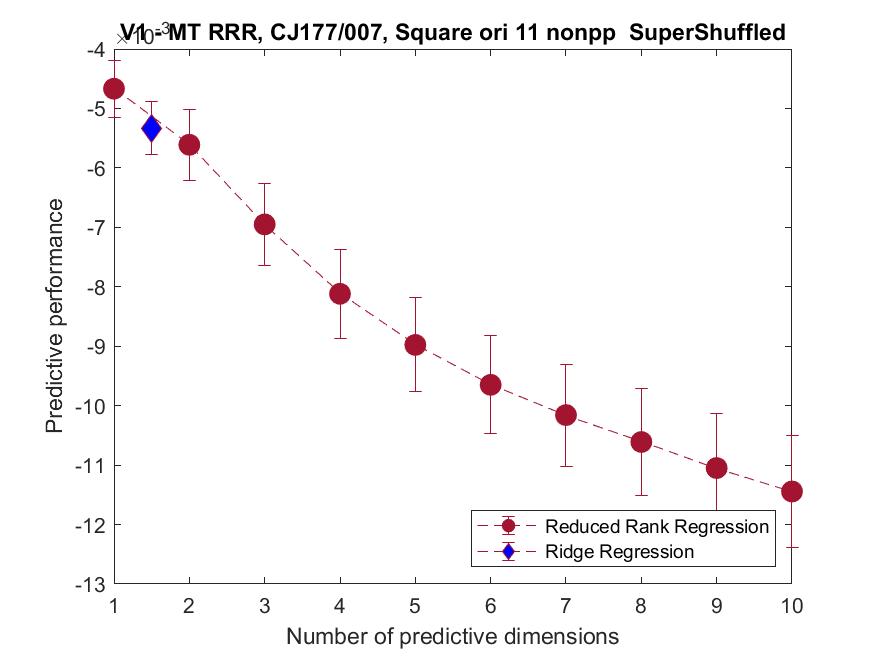 V1 - MT RRR, CJ177/007, Square ori 11 nonpp SuperShuffled
×10-3
-4
-5
-6
-7
-8
-9
-10
-11
-12
-13
Predictive performance
Reduced Rank Regression
Ridge Regression
1 2 3 4 5 6 7 8 9 10
Number of predictive dimensions